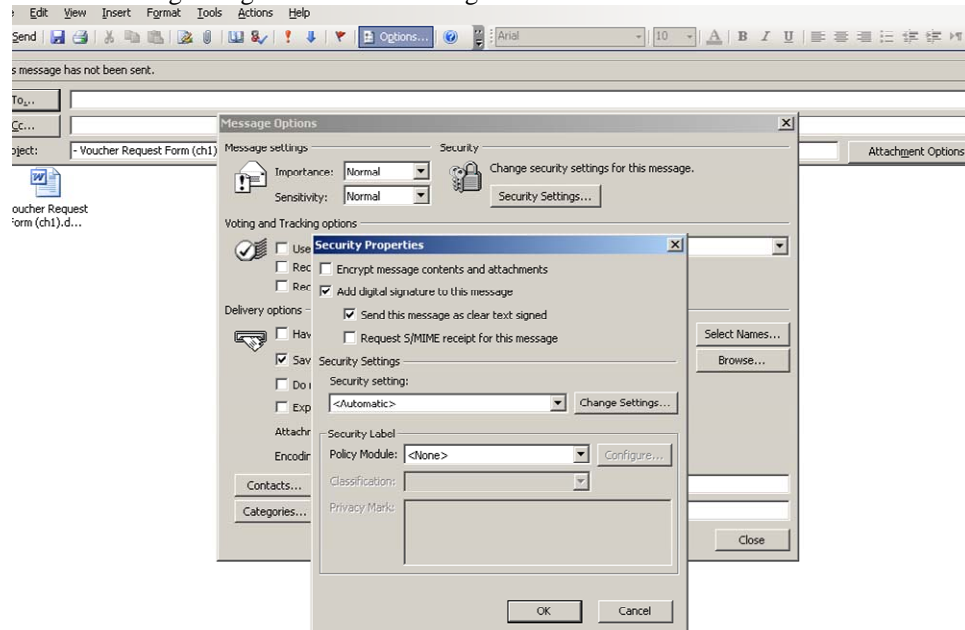 Edit View Insert Format Tools Actions Help
Send Options... Arial 10 A B I U
s message has not been sent.
To...
Cc...
bject: - Voucher Request Form (ch1) Attachment Options
oucher Request
Form (ch1).d...
Message Options
Message settings Security
Importance: Normal Change security settings for this message.
Sensitivity: Normal Security Settings...
Voting and Tracking options
Use
Rec
Rec
Delivery options
Hav Select Names...
Sav Browse...
Do
Exp
Attachr
Encodin
Contacts...
Categories...
Close
Security Properties
Encrypt message contents and attachments
Add digital signature to this message
Send this message as clear text signed
Request S/MIME receipt for this message
Security Settings
Security setting:
<Automatic> Change Settings...
Security Label
Policy Module: <None> Configure...
Classification:
Privacy Mark:
OK Cancel